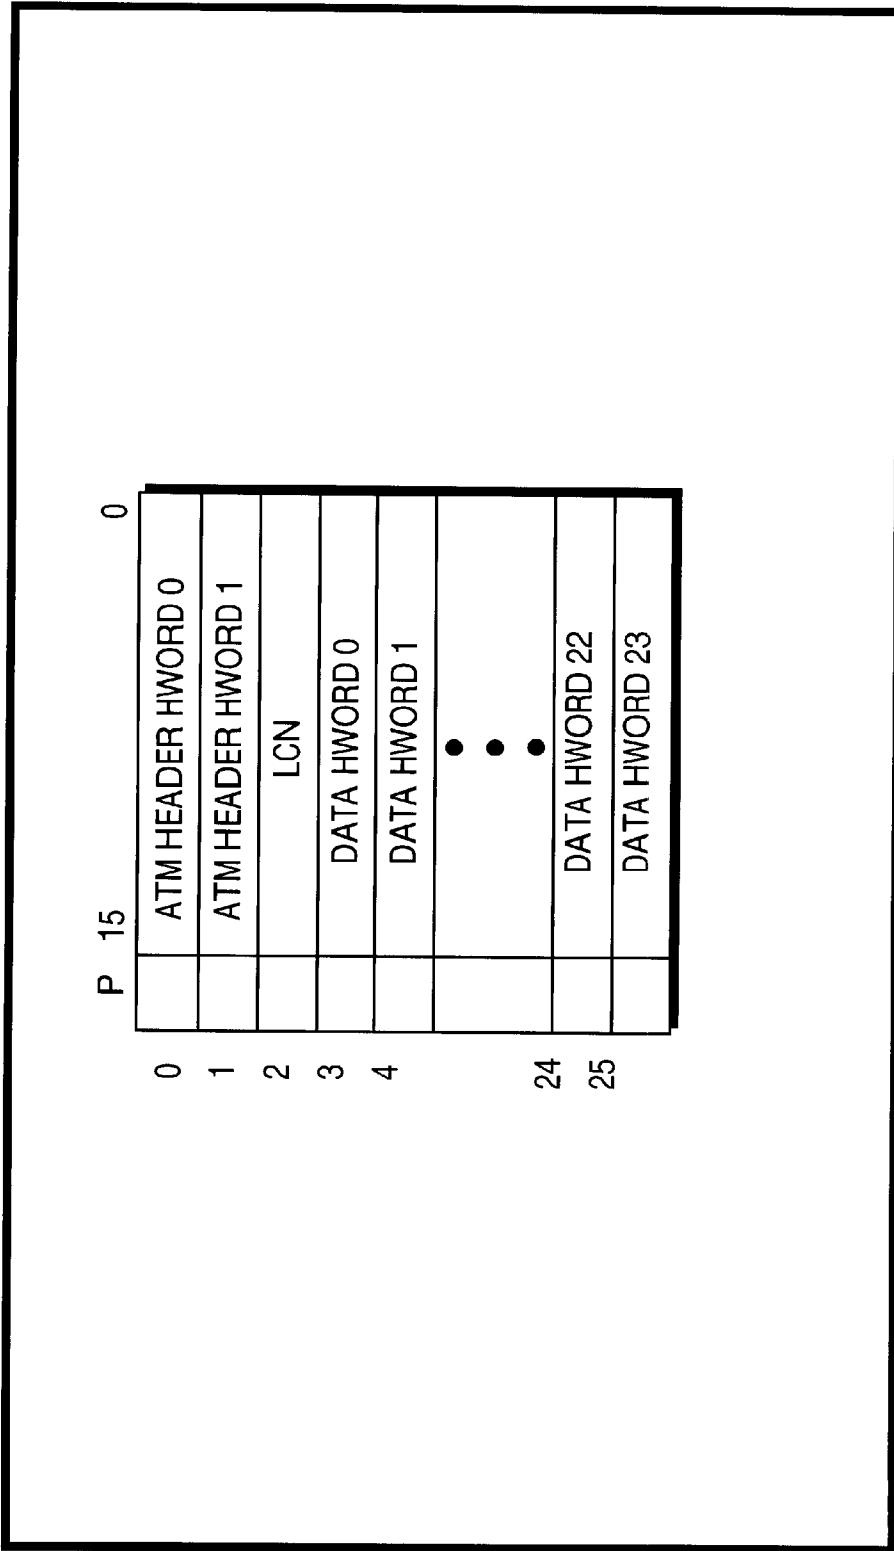 P 15 0
0 ATM HEADER HWORD 0
1 ATM HEADER HWORD 1
2 LCN
3 DATA HWORD 0
4 DATA HWORD 1
24 DATA HWORD 22
25 DATA HWORD 23